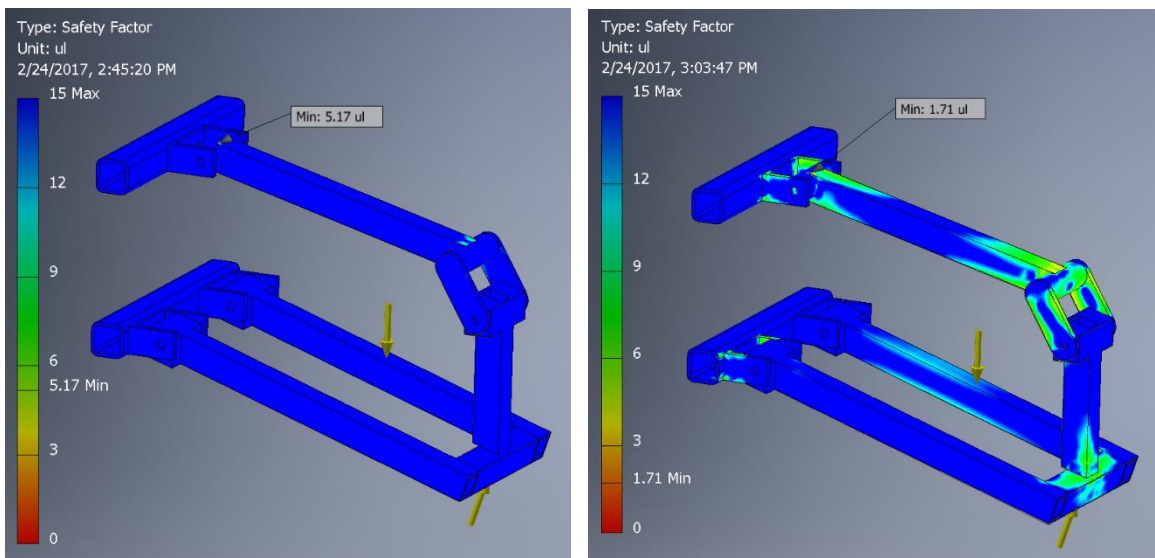 Type: Safety Factor
Unit: ul
2/24/2017, 2:45:20 PM
15 Max
Min: 5.17 ul
12
9
6
5.17 Min
3
0
Type: Safety Factor
Unit: ul
2/24/2017, 3:03:47 PM
15 Max
Min: 1.71 ul
12
9
6
3
1.71 Min
0